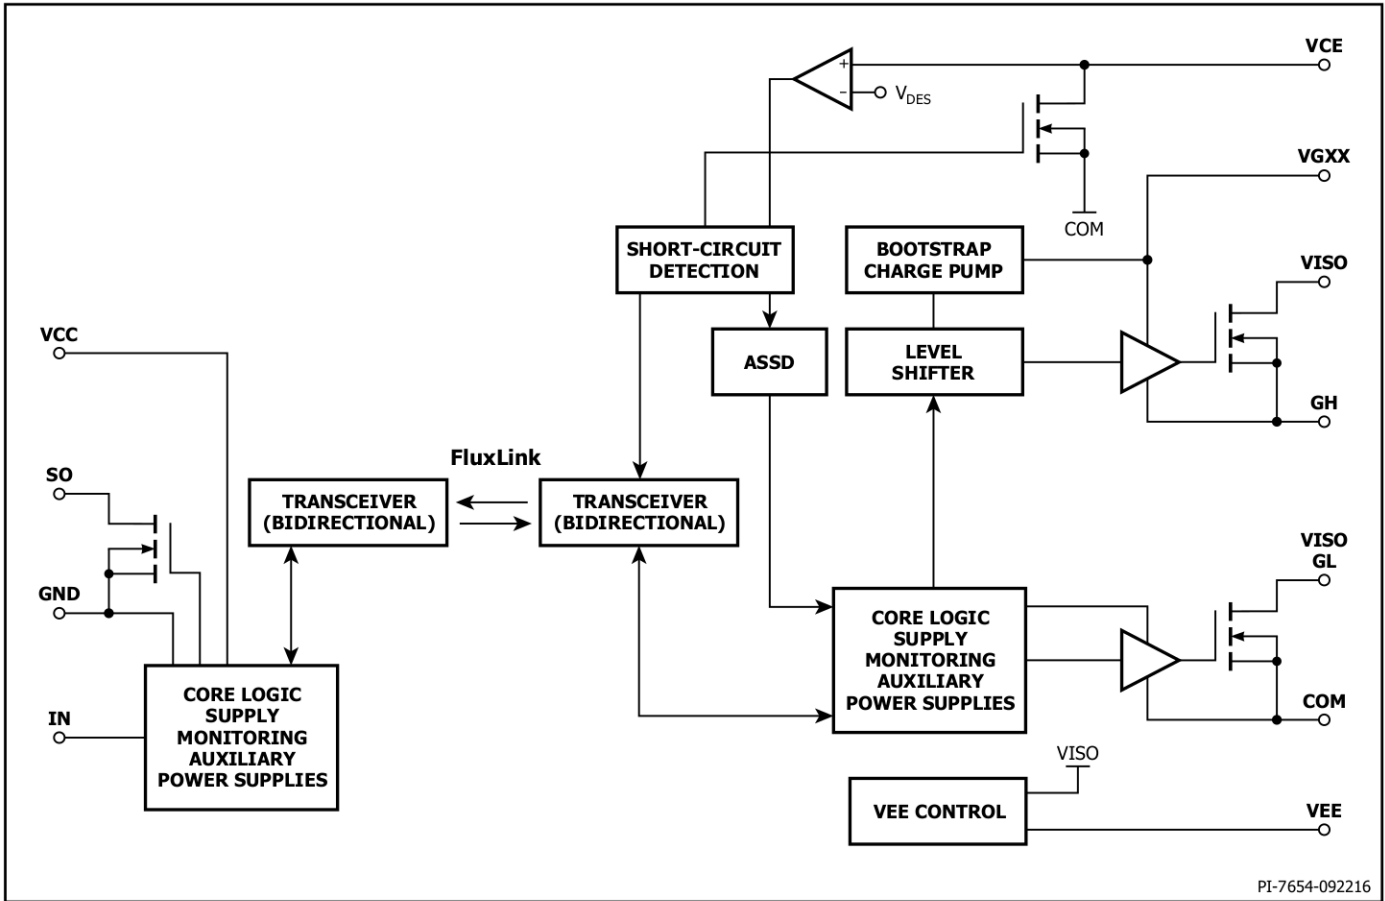 VCE
+
-
VDES
VGXX
COM
SHORT-CIRCUIT
DETECTION
BOOTSTRAP
CHARGE PUMP
VISO
VCC
ASSD
LEVEL
SHIFTER
GH
FluxLink
SO
TRANSCEIVER
(BIDIRECTIONAL)
TRANSCEIVER
(BIDIRECTIONAL)
VISO
GL
GND
CORE LOGIC
SUPPLY
MONITORING
AUXILIARY
POWER SUPPLIES
COM
IN
CORE LOGIC
SUPPLY
MONITORING
AUXILIARY
POWER SUPPLIES
VISO
VEE CONTROL
VEE
PI-7654-092216